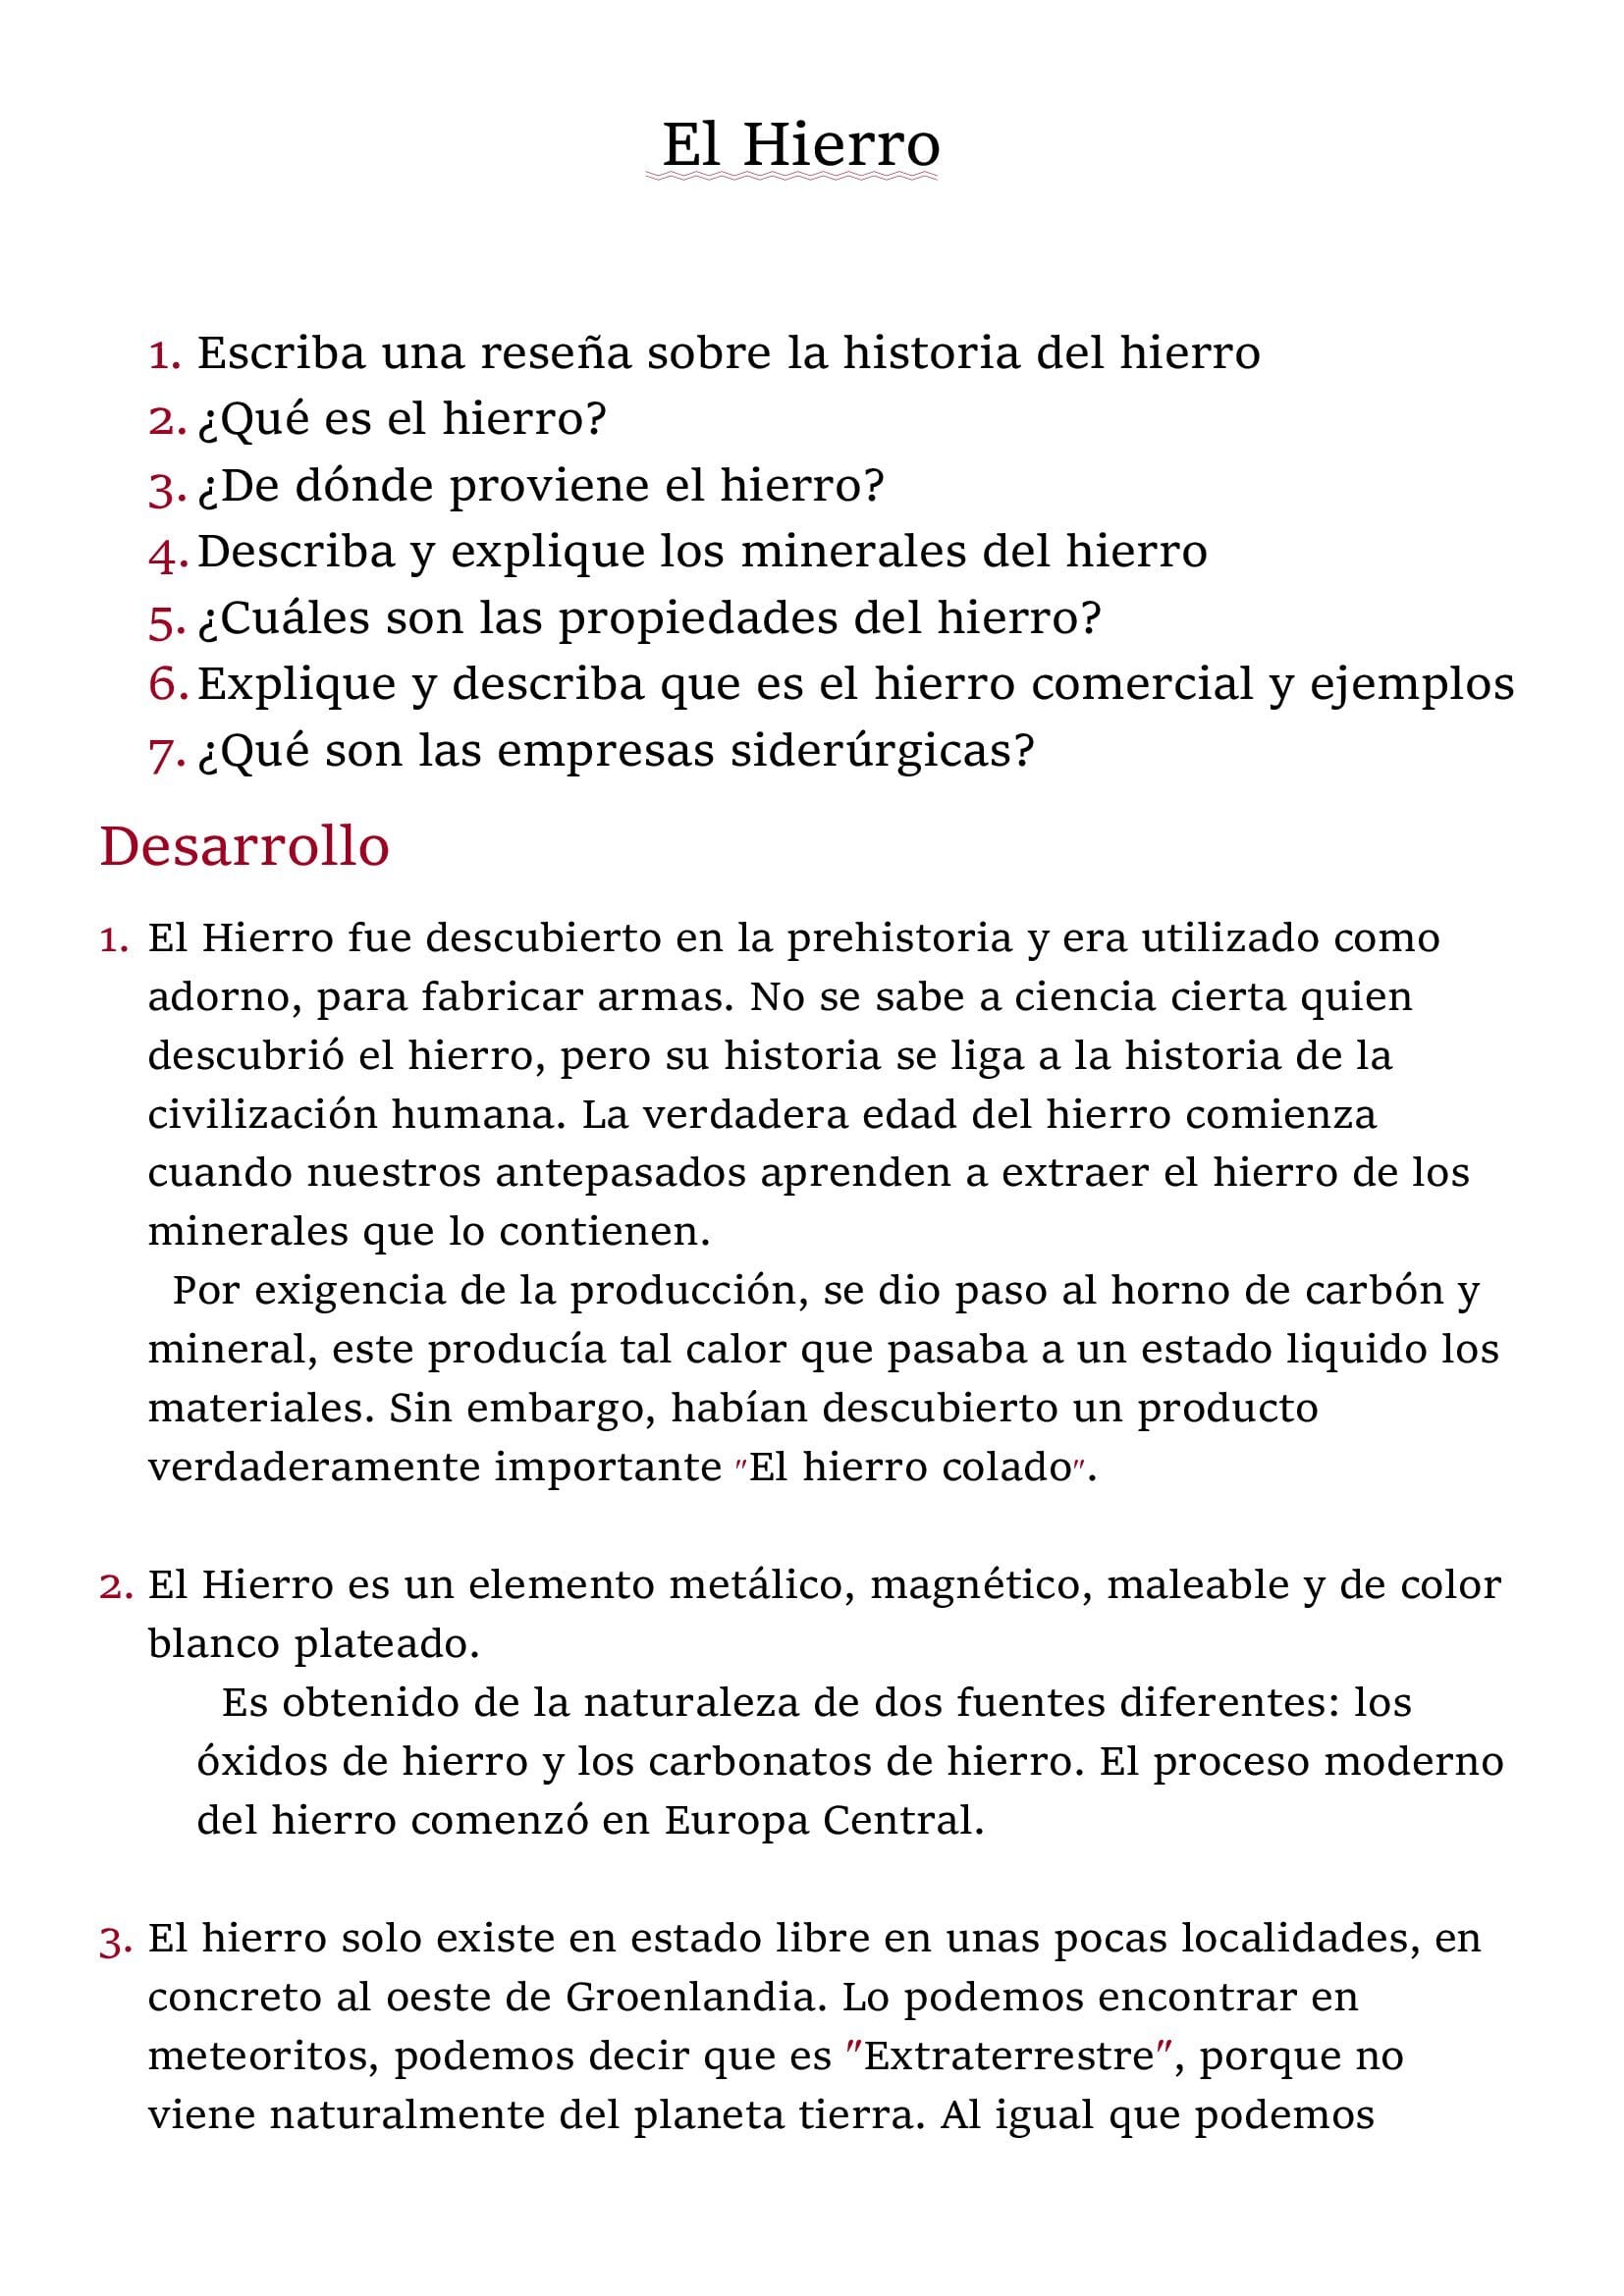 El Hierro
1. Escriba una reseña sobre la historia del hierro
2. ¿Qué es el hierro?
3. ¿De dónde proviene el hierro?
4. Describa y explique los minerales del hierro
5. ¿Cuáles son las propiedades del hierro?
6. Explique y describa que es el hierro comercial y ejemplos
7. ¿Qué son las empresas siderúrgicas?
Desarrollo
1. El Hierro fue descubierto en la prehistoria y era utilizado como
adorno, para fabricar armas. No se sabe a ciencia cierta quien
descubrió el hierro, pero su historia se liga a la historia de la
civilización humana. La verdadera edad del hierro comienza
cuando nuestros antepasados aprenden a extraer el hierro de los
minerales que lo contienen.
Por exigencia de la producción, se dio paso al horno de carbón y
mineral, este producía tal calor que pasaba a un estado liquido los
materiales. Sin embargo, habían descubierto un producto
verdaderamente importante "El hierro colado".
2. El Hierro es un elemento metálico, magnético, maleable y de color
blanco plateado.
Es obtenido de la naturaleza de dos fuentes diferentes: los
óxidos de hierro y los carbonatos de hierro. El proceso moderno
del hierro comenzó en Europa Central.
3. El hierro solo existe en estado libre en unas pocas localidades, en
concreto al oeste de Groenlandia. Lo podemos encontrar en
meteoritos, podemos decir que es "Extraterrestre", porque no
viene naturalmente del planeta tierra. Al igual que podemos